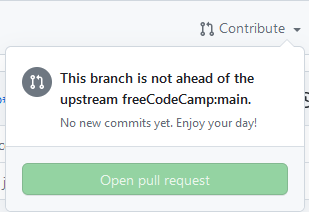 Contribute
This branch is not ahead of the
upstream freeCodeCamp:main.
No new commits yet. Enjoy your day!
Open pull request